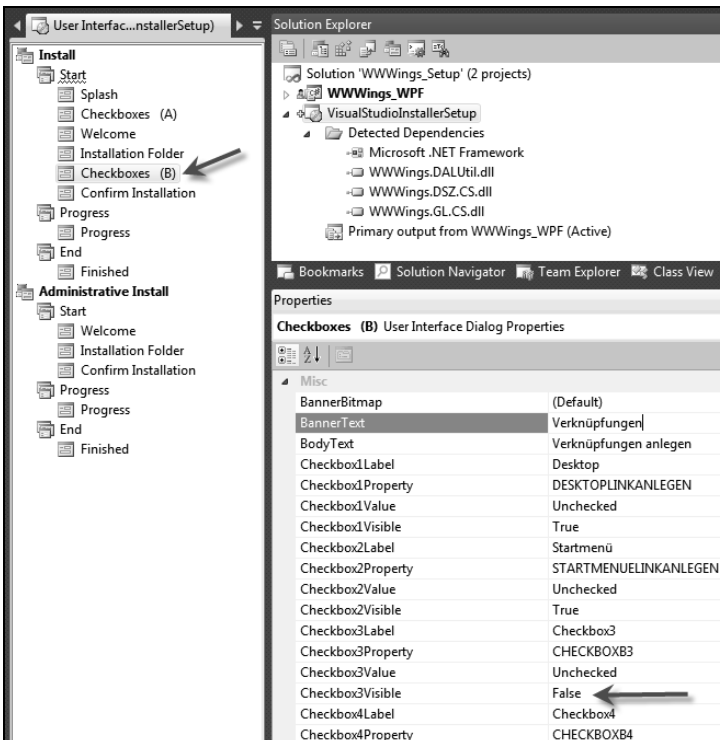 User Interfac...nstallerSetup)
Install
Start
Splash
Checkboxes (A)
Welcome
Installation Folder
Checkboxes (B)
Confirm Installation
Progress
Progress
End
Finished
Administrative Install
Start
Welcome
Installation Folder
Confirm Installation
Progress
Progress
End
Finished
Solution Explorer
Solution 'WWWings_Setup' (2 projects)
WWWings_WPF
VisualStudioInstallerSetup
Detected Dependencies
Microsoft .NET Framework
WWWings.DALUtil.dll
WWWings.DSZ.CS.dll
WWWings.GL.CS.dll
Primary output from WWWings_WPF (Active)
Bookmarks Solution Navigator Team Explorer Class View
Properties
Checkboxes (B) User Interface Dialog Properties
Misc
BannerBitmap (Default)
BannerText Verknüpfungen
BodyText Verknüpfungen anlegen
Checkbox1Label Desktop
Checkbox1Property DESKTOPLINKANLEGEN
Checkbox1Value Unchecked
Checkbox1Visible True
Checkbox2Label Startmenü
Checkbox2Property STARTMENUELINKANLEGEN
Checkbox2Value Unchecked
Checkbox2Visible True
Checkbox3Label Checkbox3
Checkbox3Property CHECKBOXB3
Checkbox3Value Unchecked
Checkbox3Visible False
Checkbox4Label Checkbox4
Checkbox4Property CHECKBOXB4